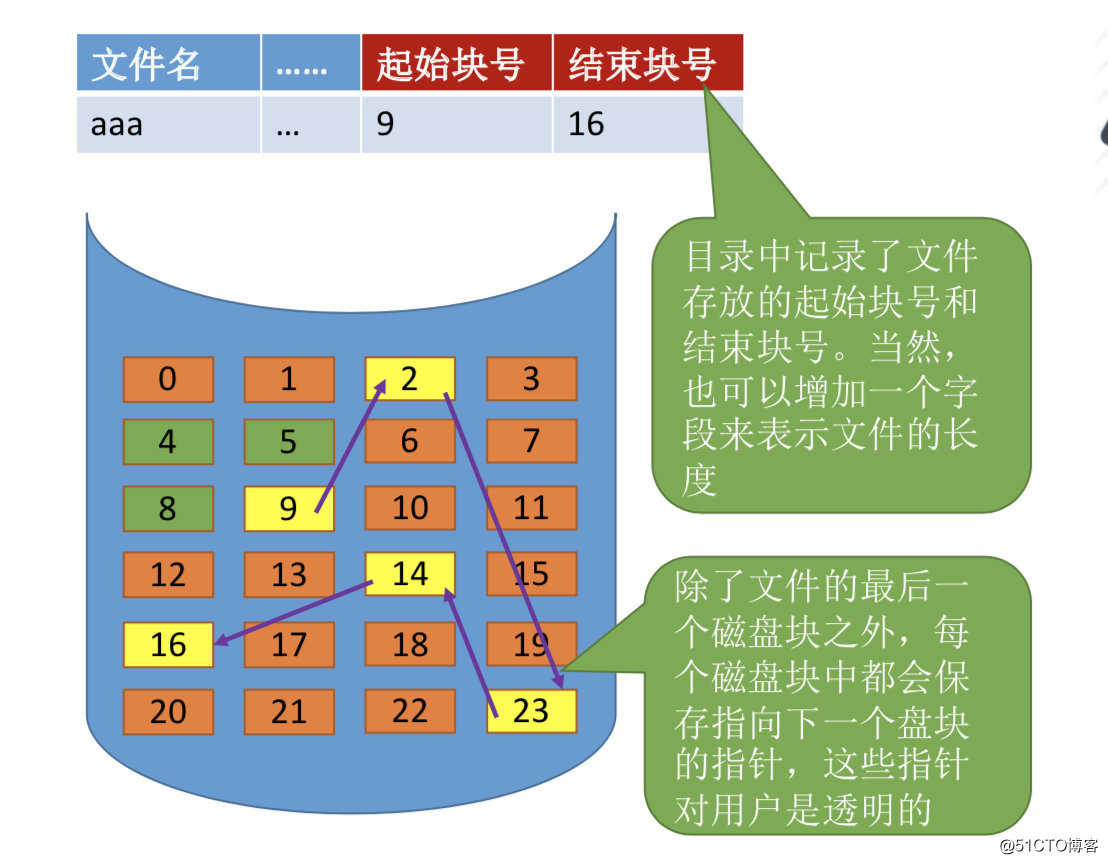 文件名 …… 起始块号 结束块号
aaa … 9 16
目录中记录了文件
存放的起始块号和
结束块号。当然，
也可以增加一个字
段来表示文件的长
度
0 1 2 3
4 5 6 7
8 9 10 11
12 13 14 15
16 17 18 19
20 21 22 23
除了文件的最后一
个磁盘块之外，每
个磁盘块中都会保
存指向下一个盘块
的指针，这些指针
对用户是透明的
@51CTO博客